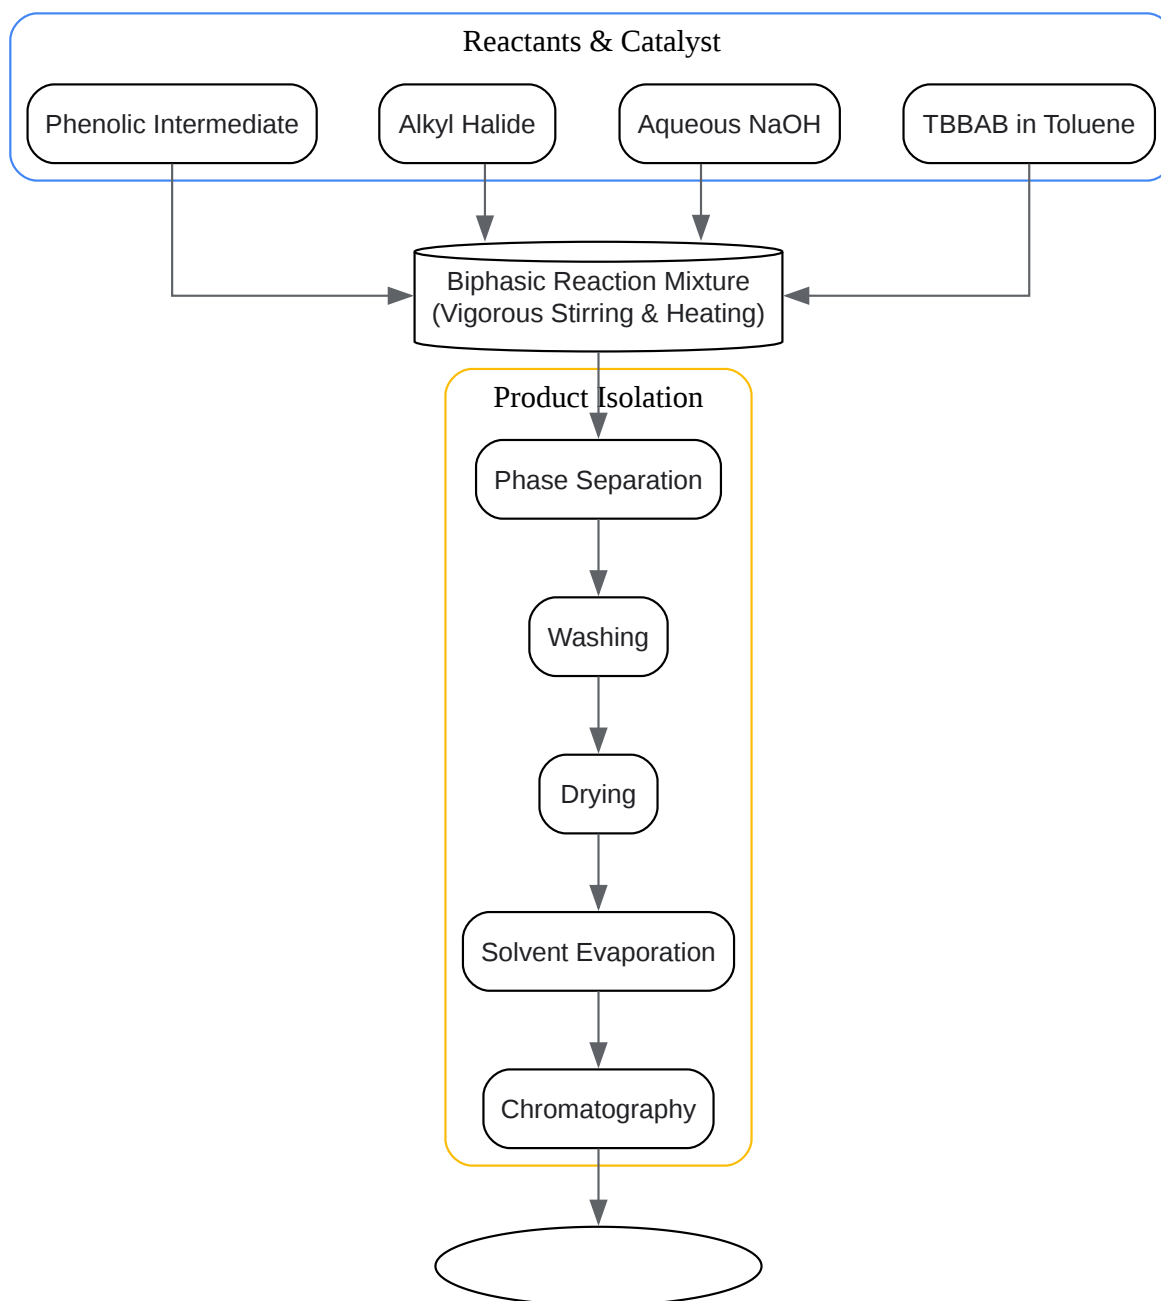 Reactants & Catalyst
Phenolic Intermediate
Alkyl Halide
Aqueous NaOH
TBBAB in Toluene
Biphasic Reaction Mixture
(Vigorous Stirring & Heating)
Product Isolation
Phase Separation
Washing
Drying
Solvent Evaporation
Chromatography